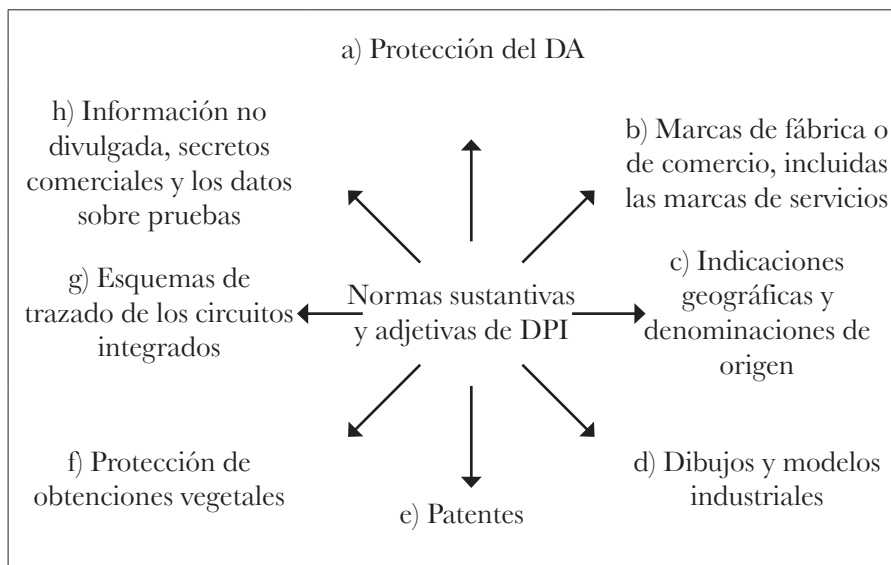 a) Protección del DA
h) Información no
divulgada, secretos
comerciales y los datos
sobre pruebas
b) Marcas de fábrica o
de comercio, incluidas
las marcas de servicios
g) Esquemas de
trazado de los circuitos
integrados
Normas sustantivas
y adjetivas de DPI
c) Indicaciones
geográficas y
denominaciones de
origen
f) Protección de
obtenciones vegetales
e) Patentes
d) Dibujos y modelos
industriales